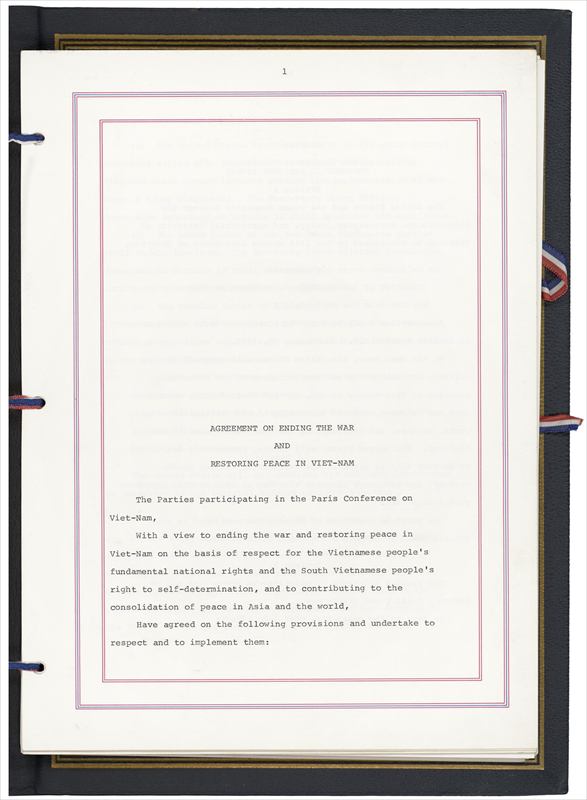 1
AGREEMENT ON ENDING THE WAR
AND
RESTORING PEACE IN VIET-NAM
The Parties participating in the Paris Conference on
Viet-Nam,
With a view to ending the war and restoring peace in
Viet-Nam on the basis of respect for the Vietnamese people's
fundamental national rights and the South Vietnamese people's
right to self-determination, and to contributing to the
consolidation of peace in Asia and the world,
Have agreed on the following provisions and undertake to
respect and to implement them: